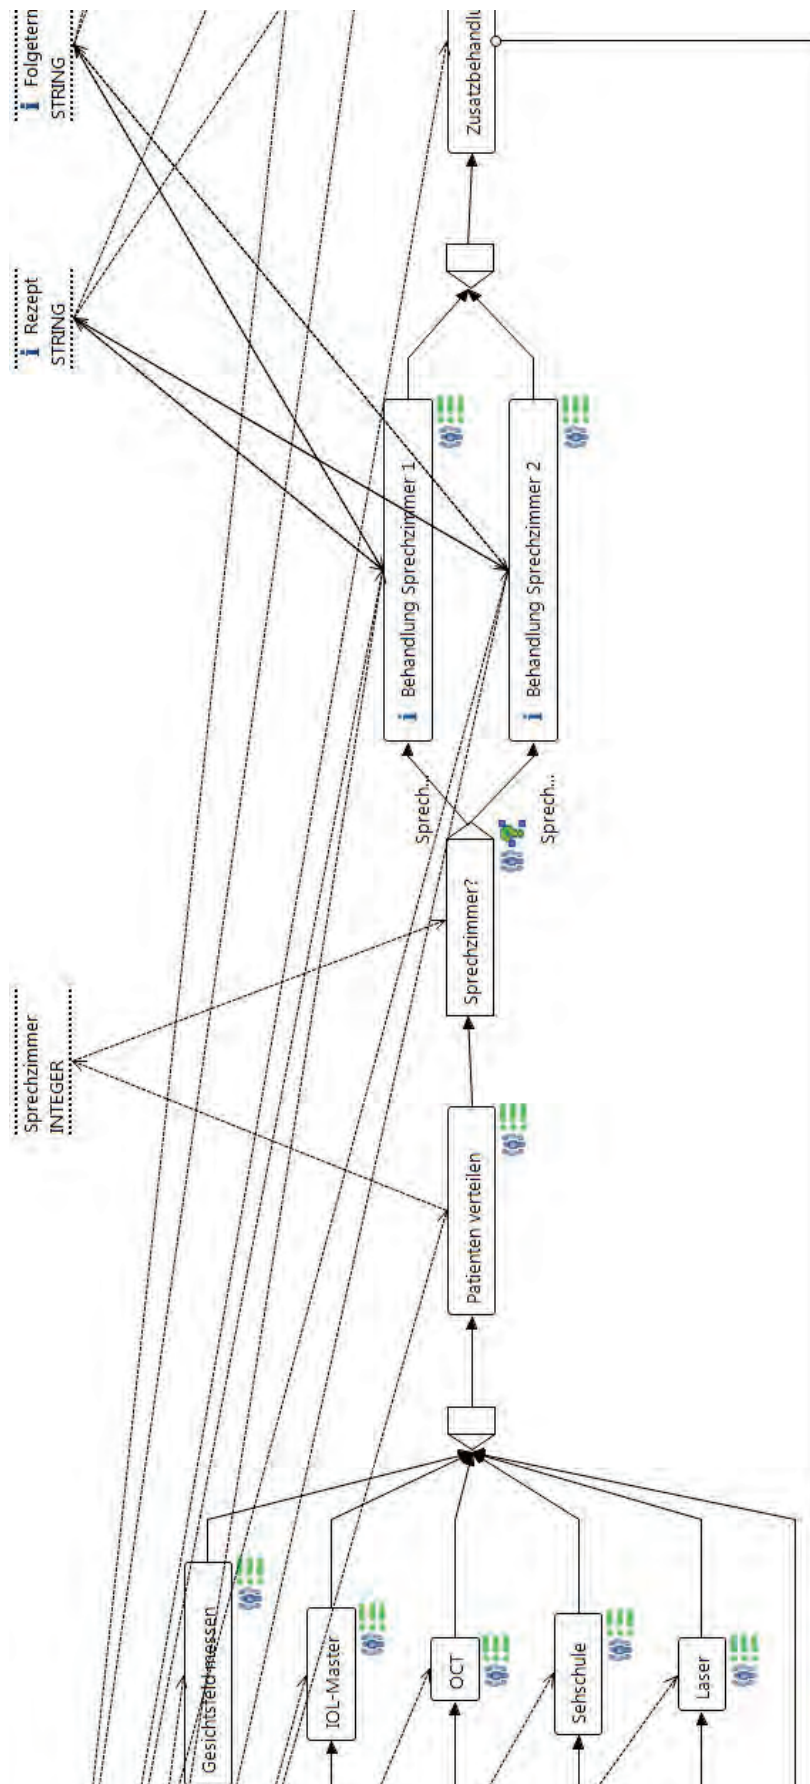 Sprechzimmer
INTEGER
Rezept
STRING
Folgetern
STRING
Gesichtsfeld messen
IOL-Master
OCT
Sehschule
Laser
Patienten verteilen
Sprechzimmer?
Sprech...
Sprech...
Behandlung Sprechzimmer 1
Behandlung Sprechzimmer 2
Zusatzbehandlu